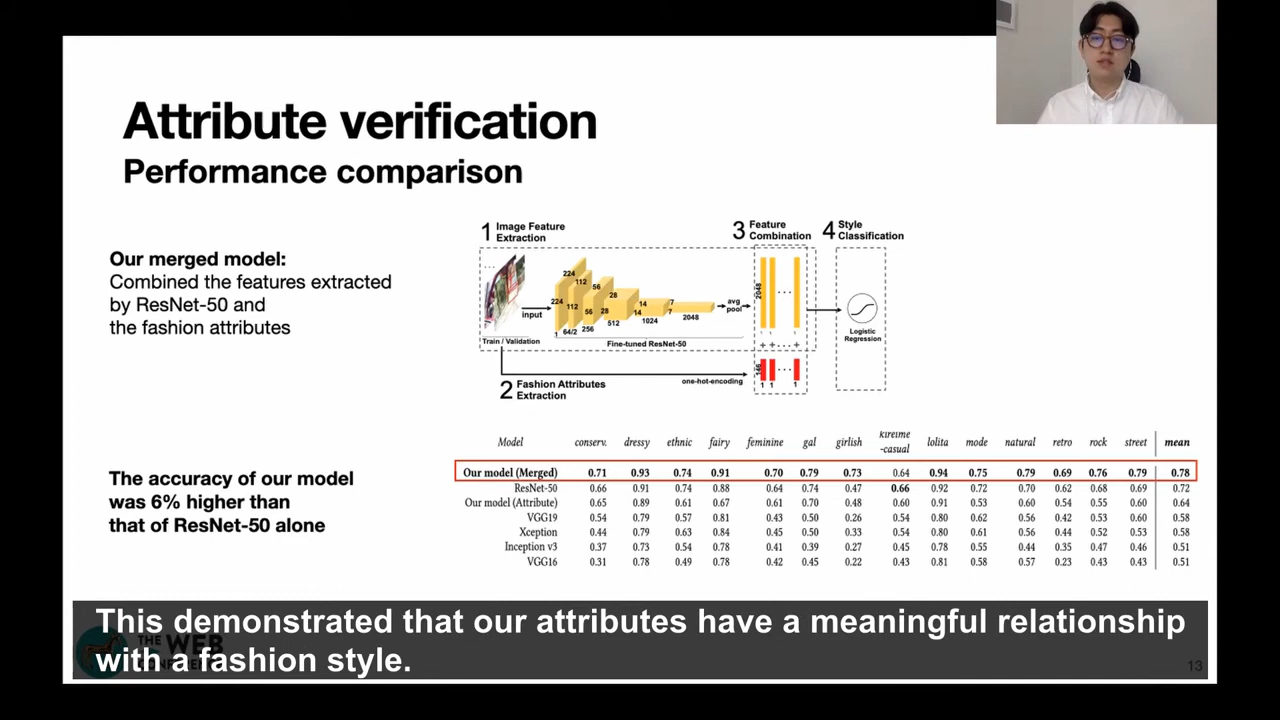 Attribute verification
Performance comparison
Our merged model:
Combined the features extracted
by ResNet-50 and
the fashion attributes
1 Image Feature
Extraction
3 Feature
Combination
4 Style
Classification
224
112
56
28
14
7
224
112
56
28
14
7
1
64/2
256
512
1024
2048
input
avg
pool
2048
Train / Validation
Fine-tuned ResNet-50
Logistic
Regression
1 1 1
+ + . . . . +
146
1 1 1
one-hot-encoding
2 Fashion Attributes
Extraction
The accuracy of our model
was 6% higher than
that of ResNet-50 alone
Model conserv. dressy ethnic fairy feminine gal girlish kireime-casual lolita mode natural retro rock street mean
Our model (Merged) 0.71 0.93 0.74 0.91 0.70 0.79 0.73 0.64 0.94 0.75 0.79 0.69 0.76 0.79 0.78
ResNet-50 0.66 0.91 0.74 0.88 0.64 0.74 0.47 0.66 0.92 0.72 0.70 0.62 0.68 0.69 0.72
Our model (Attribute) 0.65 0.89 0.61 0.67 0.61 0.70 0.48 0.60 0.91 0.53 0.60 0.54 0.55 0.60 0.64
VGG19 0.54 0.79 0.57 0.81 0.43 0.50 0.26 0.54 0.80 0.62 0.56 0.42 0.53 0.60 0.58
Xception 0.44 0.79 0.63 0.84 0.45 0.50 0.33 0.54 0.80 0.61 0.56 0.44 0.52 0.53 0.58
Inception v3 0.37 0.73 0.54 0.78 0.41 0.39 0.27 0.45 0.78 0.55 0.44 0.35 0.47 0.46 0.51
VGG16 0.31 0.78 0.49 0.78 0.42 0.45 0.22 0.43 0.81 0.58 0.57 0.23 0.43 0.43 0.51
This demonstrated that our attributes have a meaningful relationship
with a fashion style.
THE WEB
13